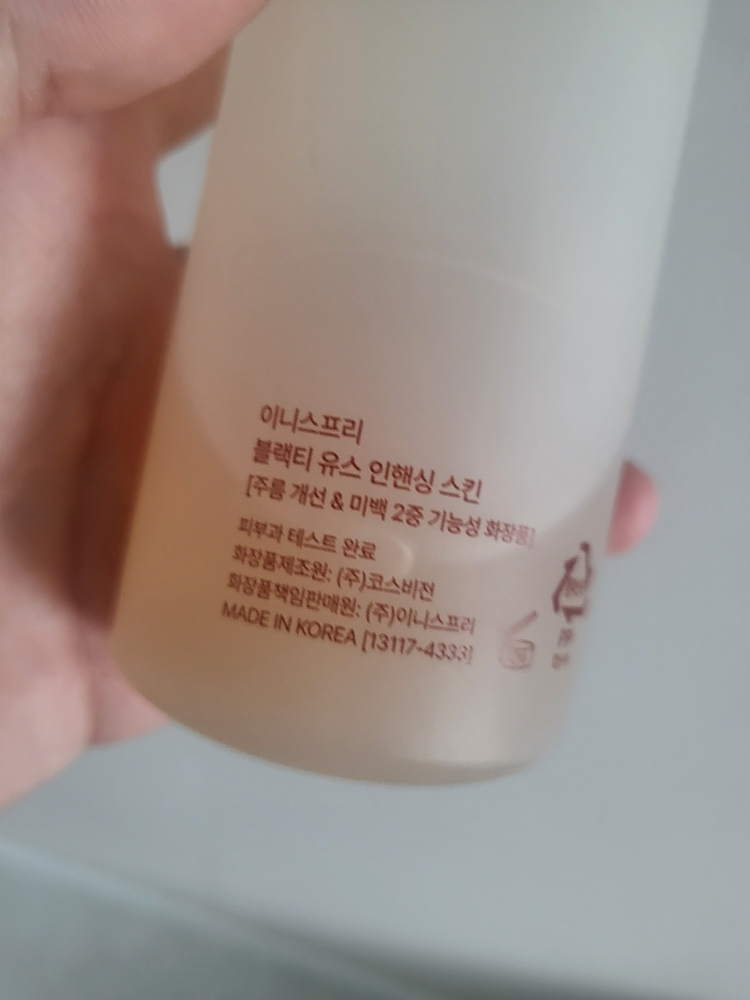 이니스프리
블랙티 유스 인핸싱 스킨
[주름 개선 & 미백 2중 기능성 화장품]
피부과 테스트 완료
화장품제조원: (주)코스비전
화장품책임판매원: (주)이니스프리
MADE IN KOREA [13117-4333]